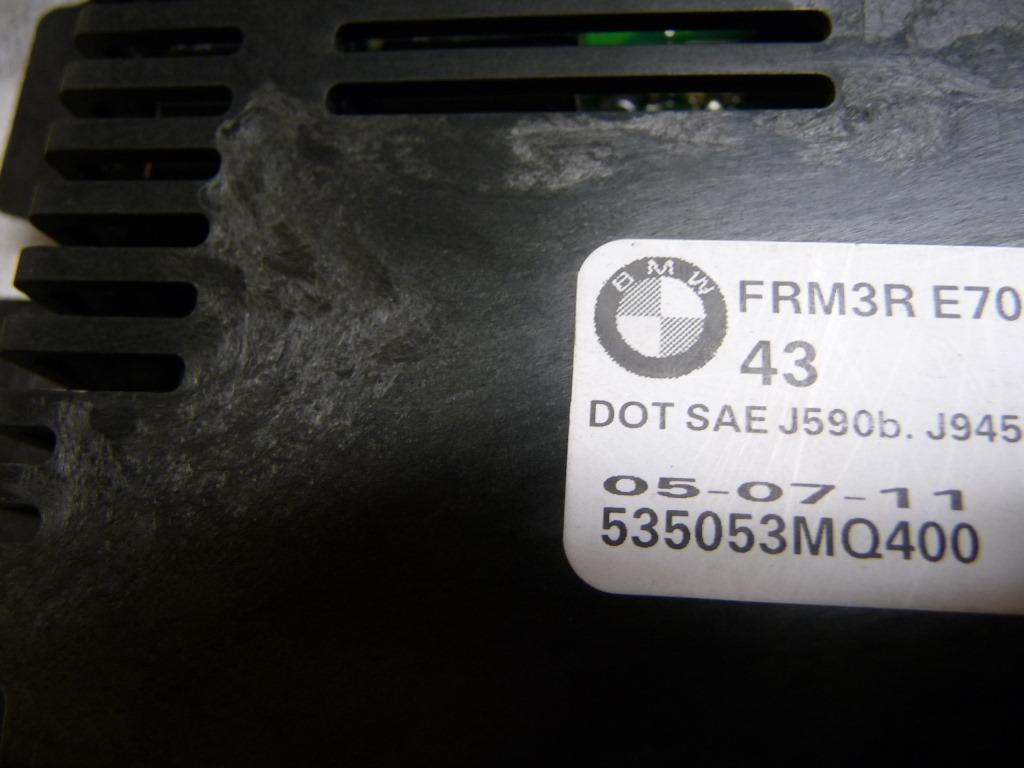 BMW
FRM3R E70
43
DOT SAE J590b. J945
05-07-11
535053MQ400